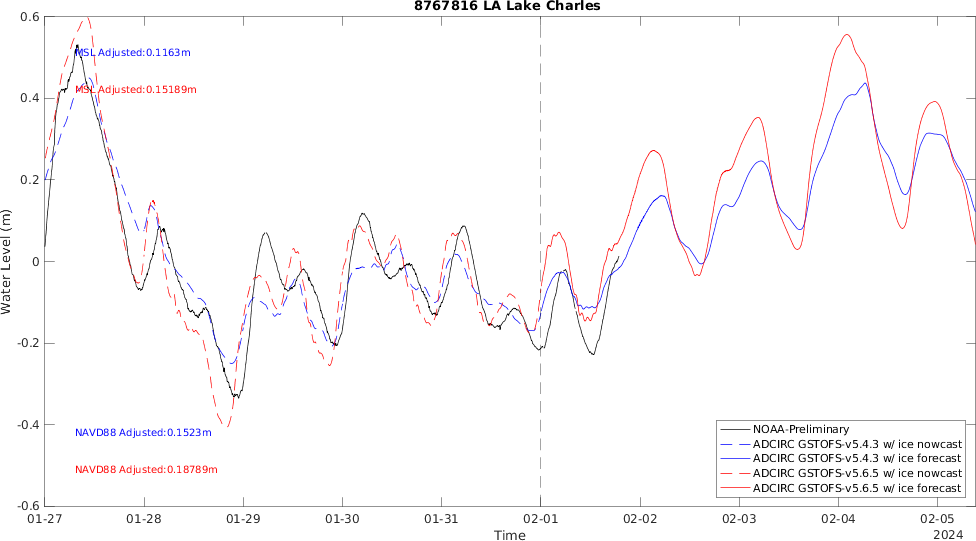 8767816 LA Lake Charles
MSL Adjusted:0.1163m
MSL Adjusted:0.15189m
NAVD88 Adjusted:0.1523m
NAVD88 Adjusted:0.18789m
Water Level (m)
0.6
0.4
0.2
0
-0.2
-0.4
-0.6
NOAA-Preliminary
ADCIRC GSTOFS-v5.4.3 w/ ice nowcast
ADCIRC GSTOFS-v5.4.3 w/ ice forecast
ADCIRC GSTOFS-v5.6.5 w/ ice nowcast
ADCIRC GSTOFS-v5.6.5 w/ ice forecast
01-27 01-28 01-29 01-30 01-31 02-01 02-02 02-03 02-04 02-05
Time
2024